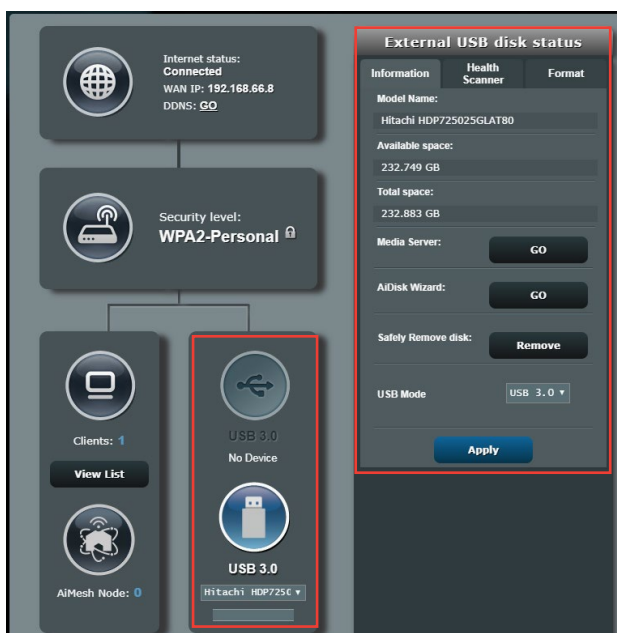 Internet status:
Connected
WAN IP: 192.168.66.8
DDNS: GO
Security level:
WPA2-Personal
Clients: 1
View List
AiMesh Node: 0
USB 3.0
No Device
USB 3.0
Hitachi HDP725C
External USB disk status
Information
Health
Scanner
Format
Model Name:
Hitachi HDP725025GLAT80
Available space:
232.749 GB
Total space:
232.883 GB
Media Server:
GO
AiDisk Wizard:
GO
Safely Remove disk:
Remove
USB Mode
USB 3.0
Apply